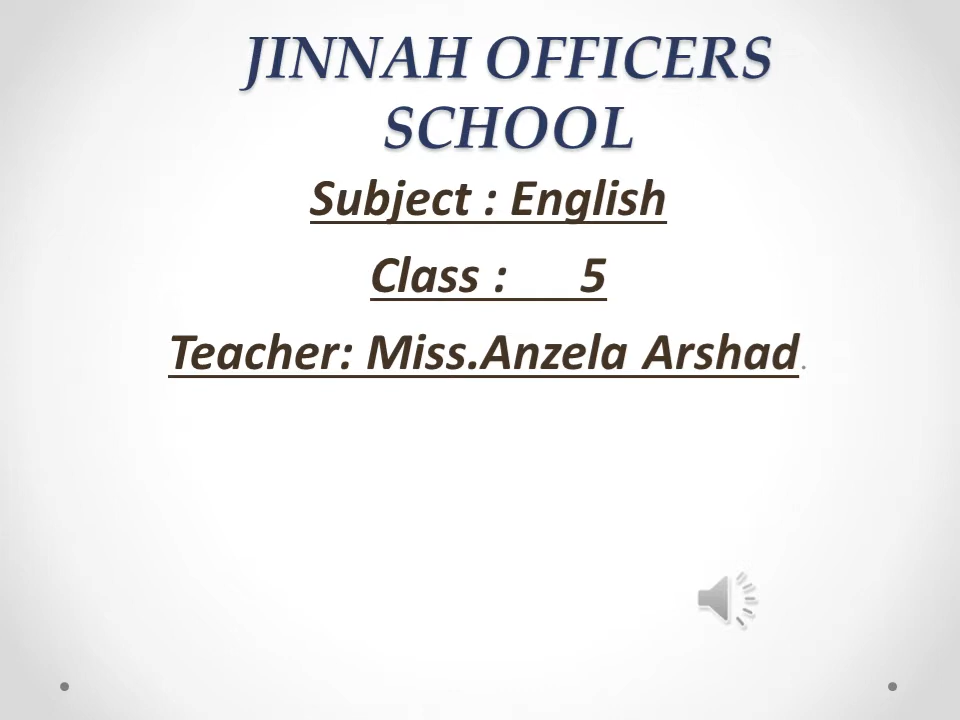 JINNAH OFFICERS
SCHOOL
Subject : English
Class :      5
Teacher: Miss.Anzela Arshad.